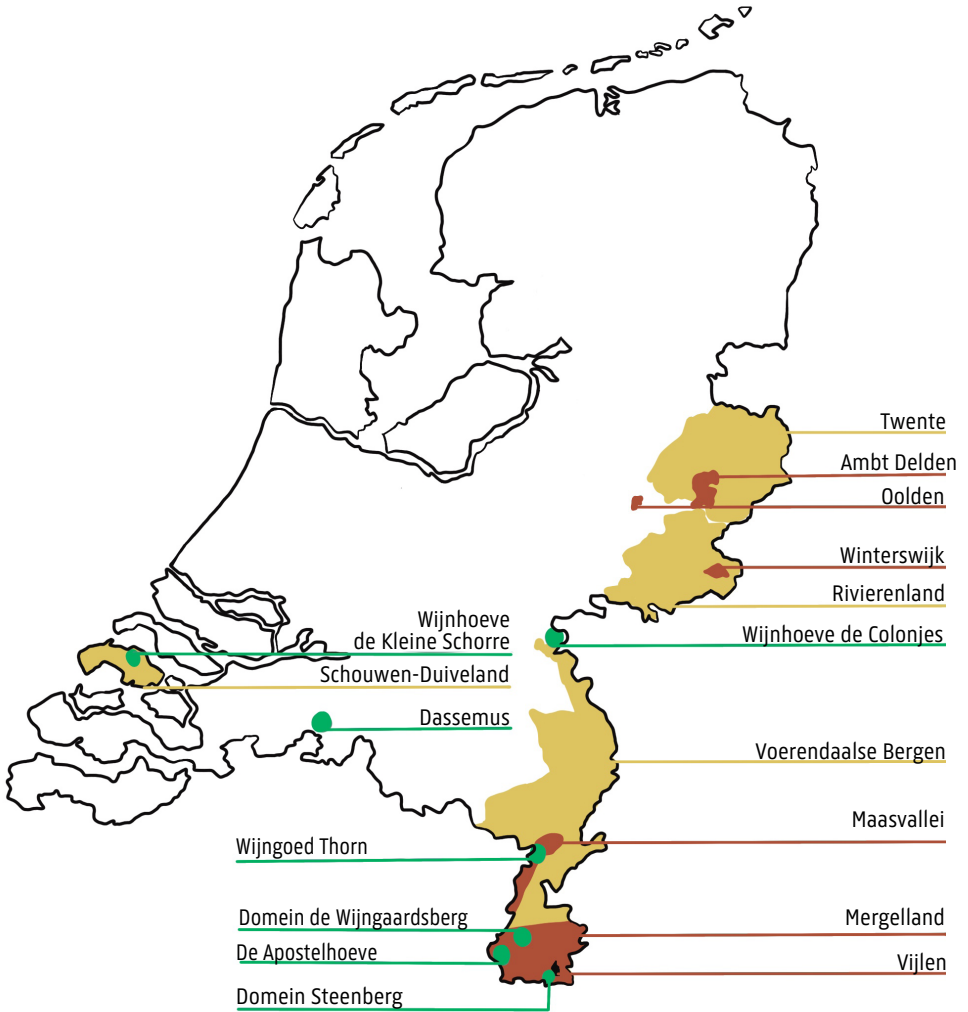 Twente
Ambt Delden
Oolden
Winterswijk
Rivierenland
Wijnhoeve de Colonjes
Wijnhoeve
de Kleine Schorre
Schouwen-Duiveland
Dassemus
Voerendaalse Bergen
Maasvallei
Wijngoed Thorn
Mergelland
Domein de Wijngaardsberg
De Apostelhoeve
Vijlen
Domein Steenberg